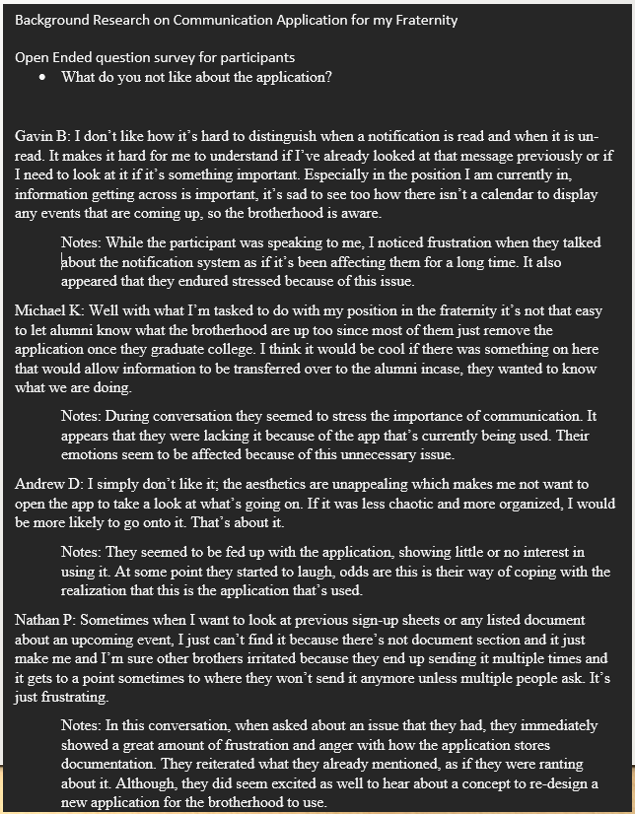 Background Research on Communication Application for my Fraternity
Open Ended question survey for participants
• What do you not like about the application?
Gavin B: I don’t like how it’s hard to distinguish when a notification is read and when it is un-
read. It makes it hard for me to understand if I’ve already looked at that message previously or if
I need to look at it if it’s something important. Especially in the position I am currently in,
information getting across is important, it’s sad to see too how there isn’t a calendar to display
any events that are coming up, so the brotherhood is aware.
Notes: While the participant was speaking to me, I noticed frustration when they talked
about the notification system as if it’s been affecting them for a long time. It also
appeared that they endured stressed because of this issue.
Michael K: Well with what I’m tasked to do with my position in the fraternity it’s not that easy
to let alumni know what the brotherhood are up too since most of them just remove the
application once they graduate college. I think it would be cool if there was something on here
that would allow information to be transferred over to the alumni incase, they wanted to know
what we are doing.
Notes: During conversation they seemed to stress the importance of communication. It
appears that they were lacking it because of the app that’s currently being used. Their
emotions seem to be affected because of this unnecessary issue.
Andrew D: I simply don’t like it; the aesthetics are unappealing which makes me not want to
open the app to take a look at what’s going on. If it was less chaotic and more organized, I would
be more likely to go onto it. That’s about it.
Notes: They seemed to be fed up with the application, showing little or no interest in
using it. At some point they started to laugh, odds are this is their way of coping with the
realization that this is the application that’s used.
Nathan P: Sometimes when I want to look at previous sign-up sheets or any listed document
about an upcoming event, I just can’t find it because there’s not document section and it just
make me and I’m sure other brothers irritated because they end up sending it multiple times and
it gets to a point sometimes to where they won’t send it anymore unless multiple people ask. It’s
just frustrating.
Notes: In this conversation, when asked about an issue that they had, they immediately
showed a great amount of frustration and anger with how the application stores
documentation. They reiterated what they already mentioned, as if they were ranting
about it. Although, they did seem excited as well to hear about a concept to re-design a
new application for the brotherhood to use.